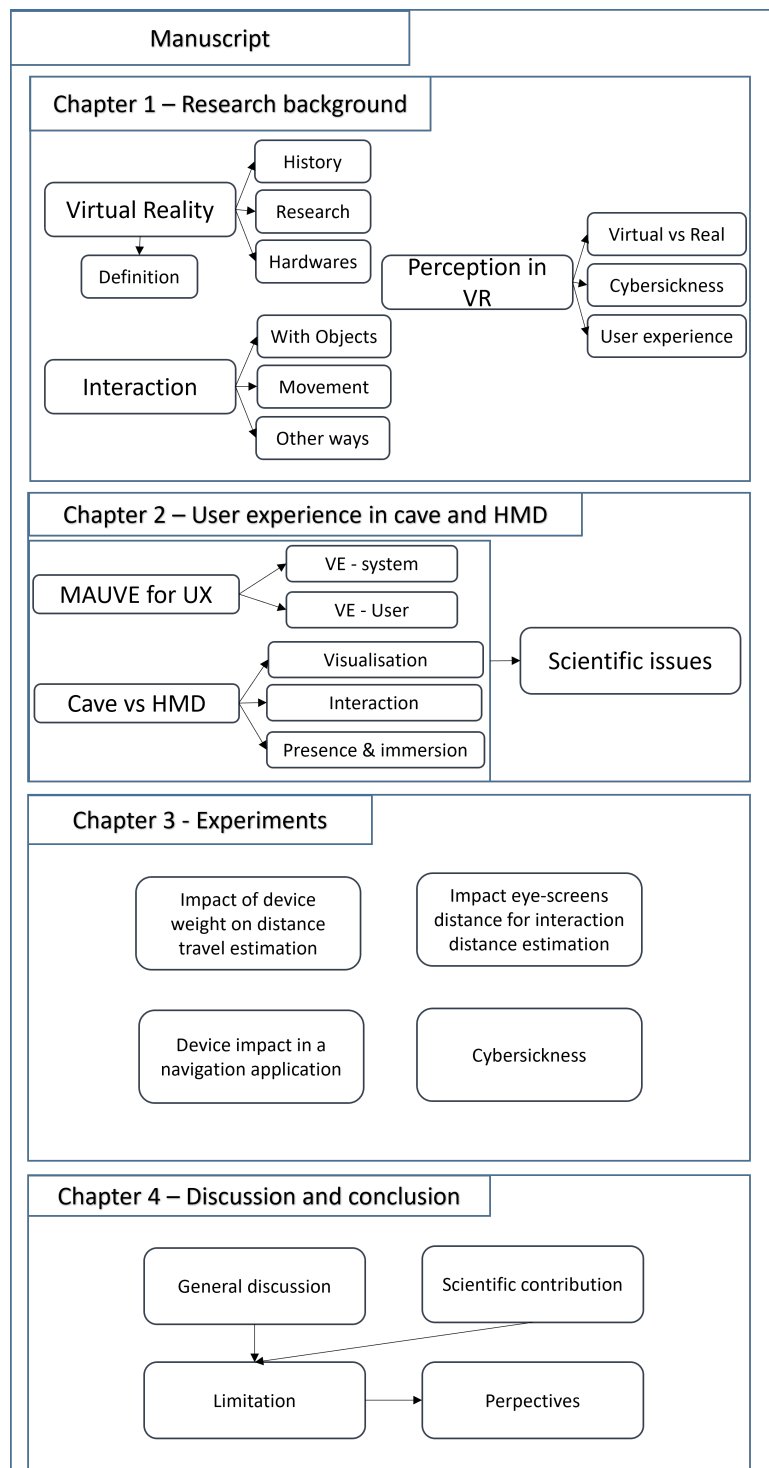 Manuscript
Chapter 1 – Research background
Virtual Reality
Definition
History
Research
Hardwares
Interaction
With Objects
Movement
Other ways
Perception in
VR
Virtual vs Real
Cybersickness
User experience
Chapter 2 – User experience in cave and HMD
MAUVE for UX
VE - system
VE - User
Cave vs HMD
Visualisation
Interaction
Presence & immersion
Scientific issues
Chapter 3 - Experiments
Impact of device
weight on distance
travel estimation
Impact eye-screens
distance for interaction
distance estimation
Device impact in a
navigation application
Cybersickness
Chapter 4 – Discussion and conclusion
General discussion
Scientific contribution
Limitation
Perpectives